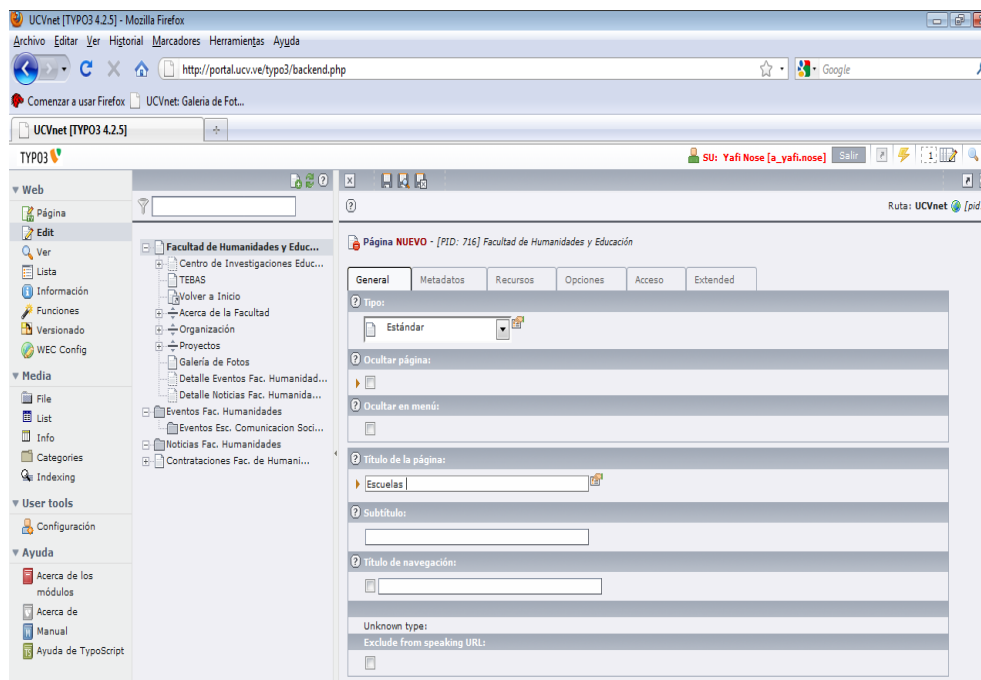 UCVnet [TYPO3 4.2.5] - Mozilla Firefox
Archivo Editar Ver Historial Marcadores Herramientas Ayuda
http://portal.ucv.ve/typo3/backend.php
Google
Comenzar a usar Firefox UCVnet: Galeria de Fot...
UCVnet [TYPO3 4.2.5]
TYPO3
SU: Yafi Nose [a_yafi.nose] Salir 1
Web
Página
Edit
Ver
Lista
Información
Funciones
Versionado
WEC Config
Media
File
List
Info
Categories
Indexing
User tools
Configuración
Ayuda
Acerca de los
módulos
Acerca de
Manual
Ayuda de TypoScript
Facultad de Humanidades y Educ...
Centro de Investigaciones Educ...
TEBAS
Volver a Inicio
Acerca de la Facultad
Organización
Proyectos
Galería de Fotos
Detalle Eventos Fac. Humanidad...
Detalle Noticias Fac. Humanida...
Eventos Fac. Humanidades
Eventos Esc. Comunicacion Soci...
Noticias Fac. Humanidades
Contrataciones Fac. de Humani...
Ruta: UCVnet [pid
Página NUEVO - [PID: 716] Facultad de Humanidades y Educación
General Metadatos Recursos Opciones Acceso Extended
Tipo:
Estándar
Ocultar página:
Ocultar en menú:
Título de la página:
Escuelas
Subtítulo:
Título de navegación:
Unknown type:
Exclude from speaking URL: